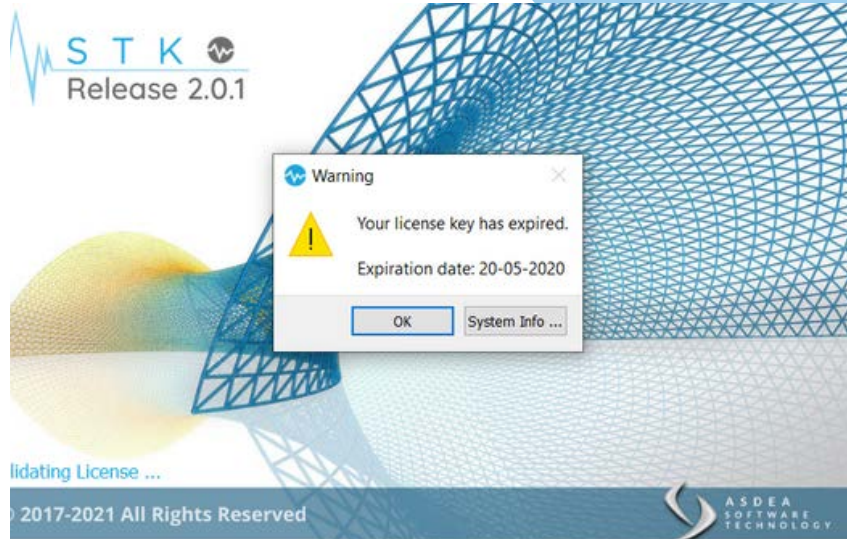 S T K
Release 2.0.1
Warning
Your license key has expired.
Expiration date: 20-05-2020
OK
System Info ...
lidating License ...
2017-2021 All Rights Reserved
ASDEA
SOFTWARE
TECHNOLOGY